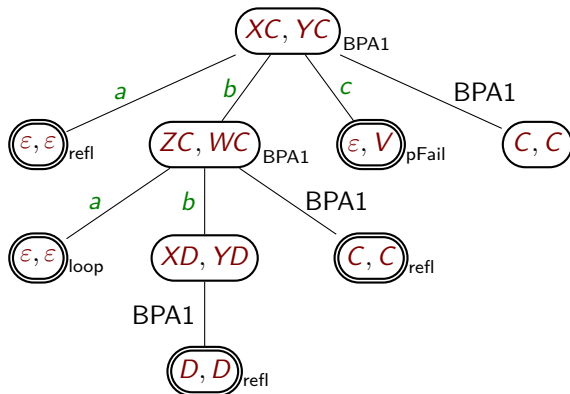 XC, YC BPA1
a b c BPA1
ε, ε refl ZC, WC BPA1 ε, V pFail C, C
a b BPA1
ε, ε loop XD, YD C, C refl
BPA1
D, D refl